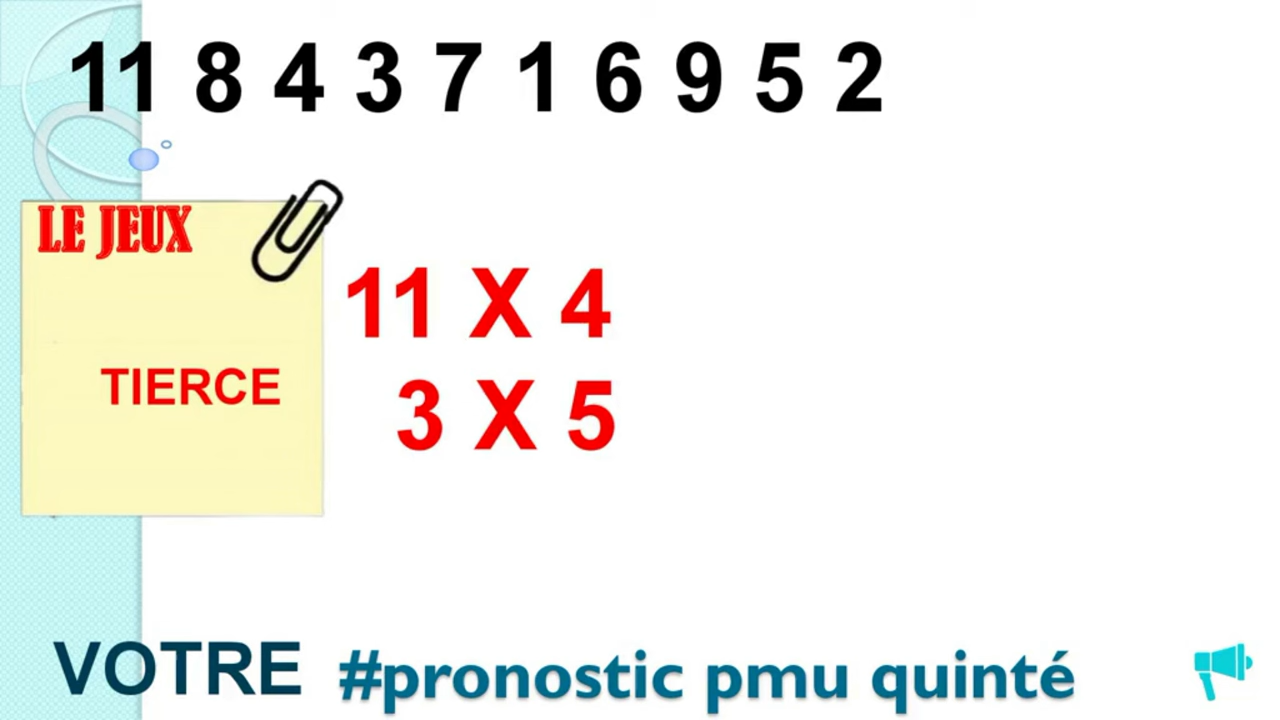 11 8 4 3 7 1 6 9 5 2
LE JEUX
11 X 4
TIERCE
3 X 5
VOTRE #pronostic pmu quinté